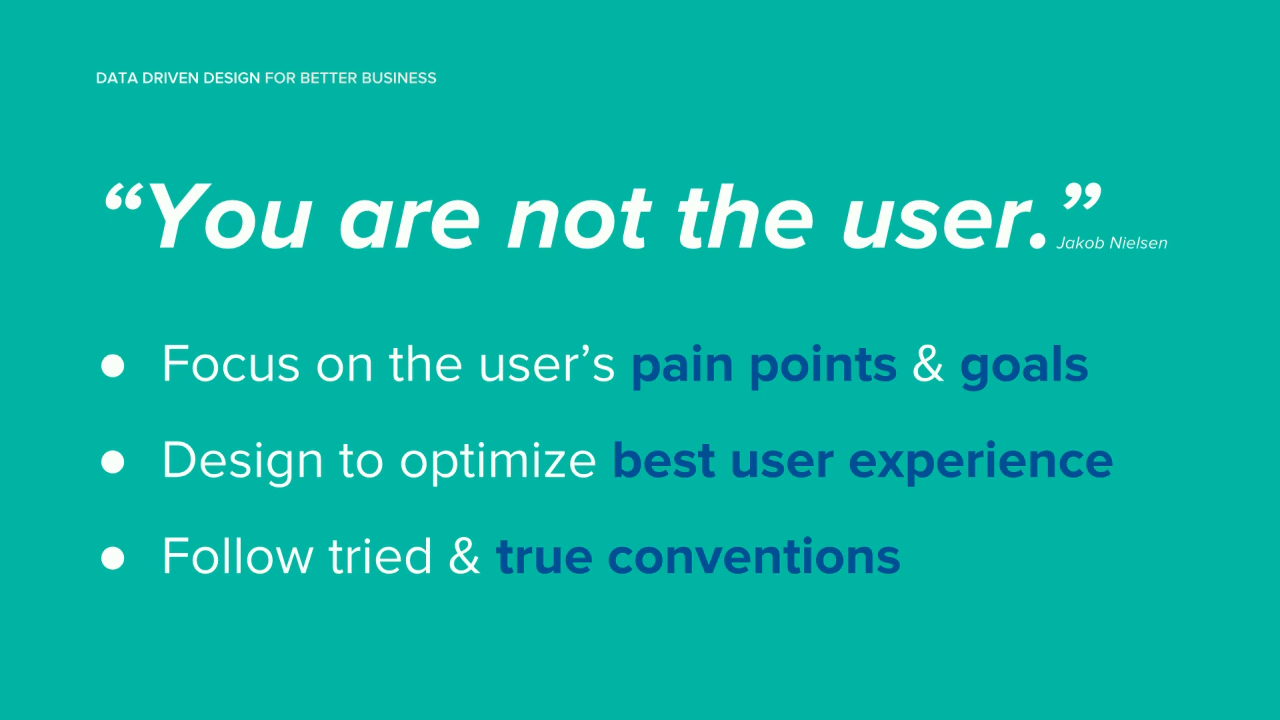 DATA DRIVEN DESIGN FOR BETTER BUSINESS
“You are not the user.” Jakob Nielsen
● Focus on the user’s pain points & goals
● Design to optimize best user experience
● Follow tried & true conventions